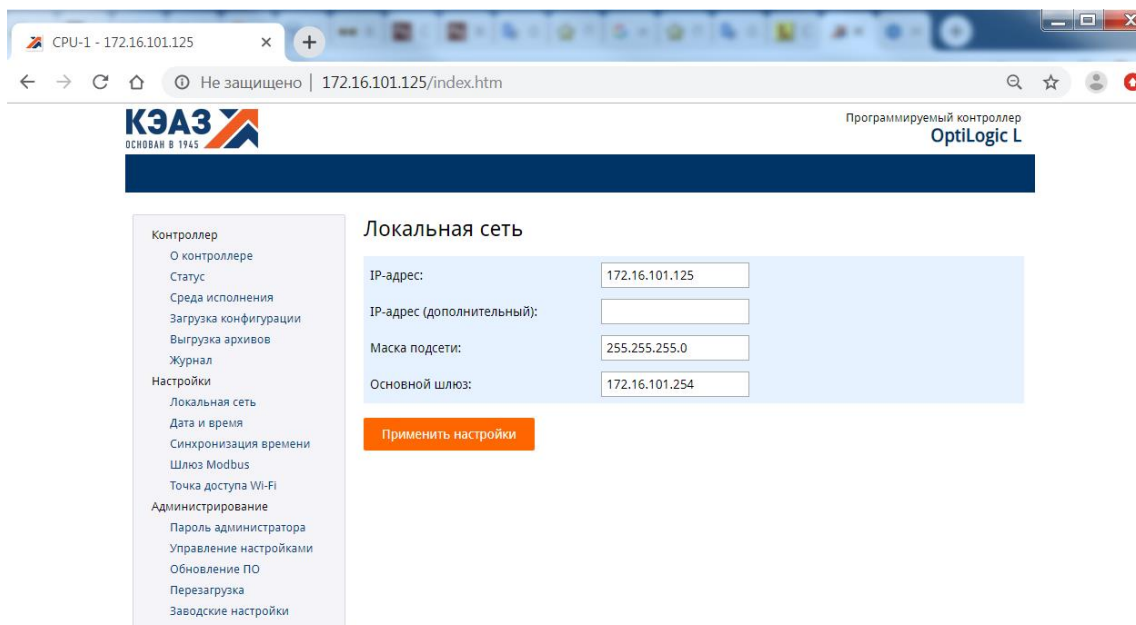 CPU-1 - 172.16.101.125
Не защищено | 172.16.101.125/index.htm
КЭАЗ
ОСНОВАН В 1945
Программируемый контроллер
OptiLogic L
Контроллер
О контроллере
Статус
Среда исполнения
Загрузка конфигурации
Выгрузка архивов
Журнал
Настройки
Локальная сеть
Дата и время
Синхронизация времени
Шлюз Modbus
Точка доступа Wi-Fi
Администрирование
Пароль администратора
Управление настройками
Обновление ПО
Перезагрузка
Заводские настройки
Локальная сеть
IP-адрес: 172.16.101.125
IP-адрес (дополнительный):
Маска подсети: 255.255.255.0
Основной шлюз: 172.16.101.254
Применить настройки